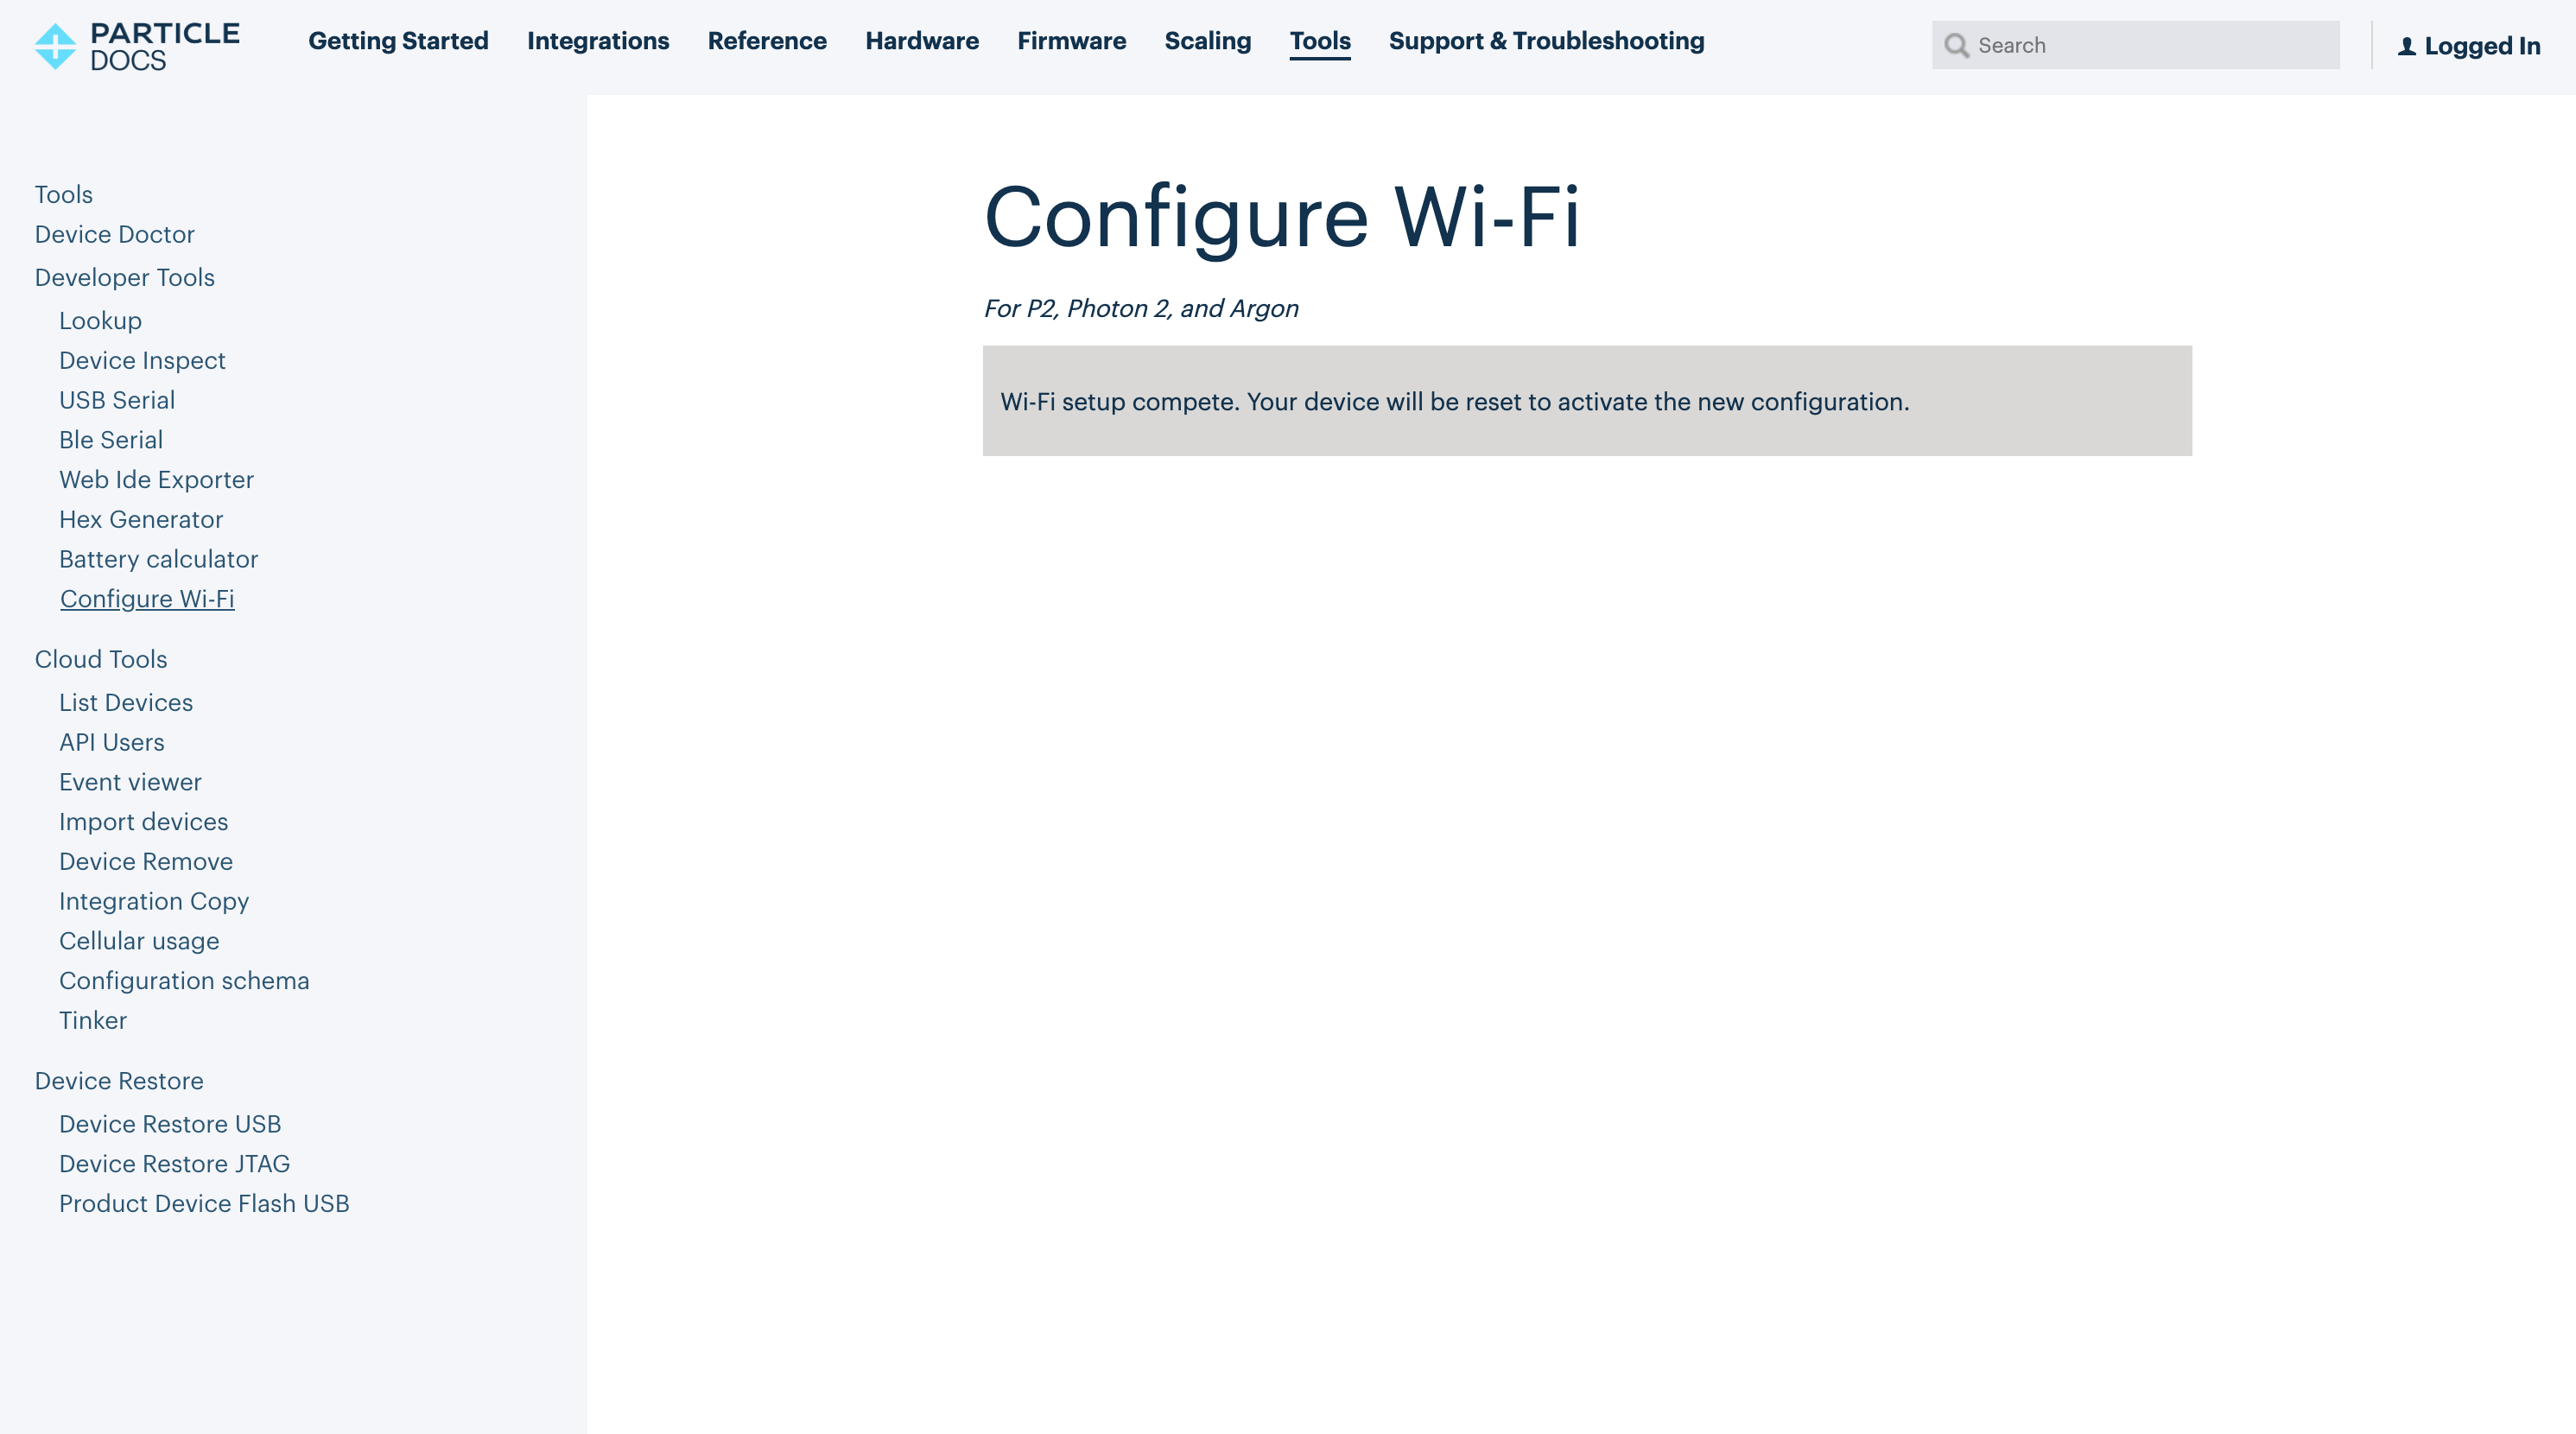 PARTICLE
DOCS
Getting Started
Integrations
Reference
Hardware
Firmware
Scaling
Tools
Support & Troubleshooting
Search
Logged In
Tools
Device Doctor
Developer Tools
Lookup
Device Inspect
USB Serial
Ble Serial
Web Ide Exporter
Hex Generator
Battery calculator
Configure Wi-Fi
Cloud Tools
List Devices
API Users
Event viewer
Import devices
Device Remove
Integration Copy
Cellular usage
Configuration schema
Tinker
Device Restore
Device Restore USB
Device Restore JTAG
Product Device Flash USB
Configure Wi-Fi
For P2, Photon 2, and Argon
Wi-Fi setup compete. Your device will be reset to activate the new configuration.